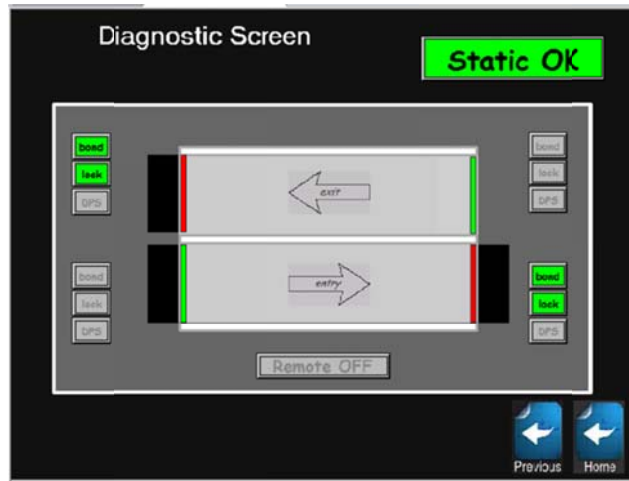 Diagnostic Screen
Static OK
bond
lock
DPS
bond
lock
DPS
exit
bond
lock
DPS
bond
lock
DPS
entry
Remote OFF
Previous
Home